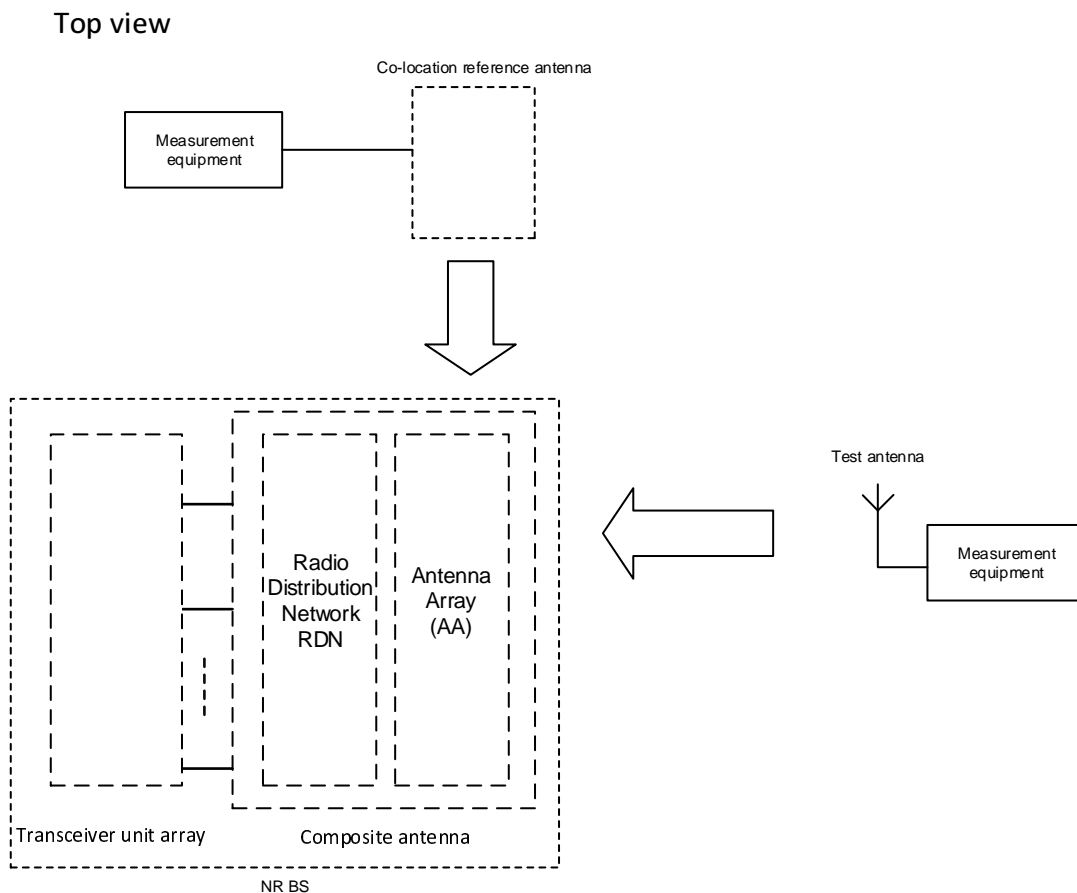 Top view
Co-location reference antenna
Measurement
equipment
Test antenna
Measurement
equipment
Radio
Distribution
Network
RDN
Antenna
Array
(AA)
Transceiver unit array
Composite antenna
NR BS